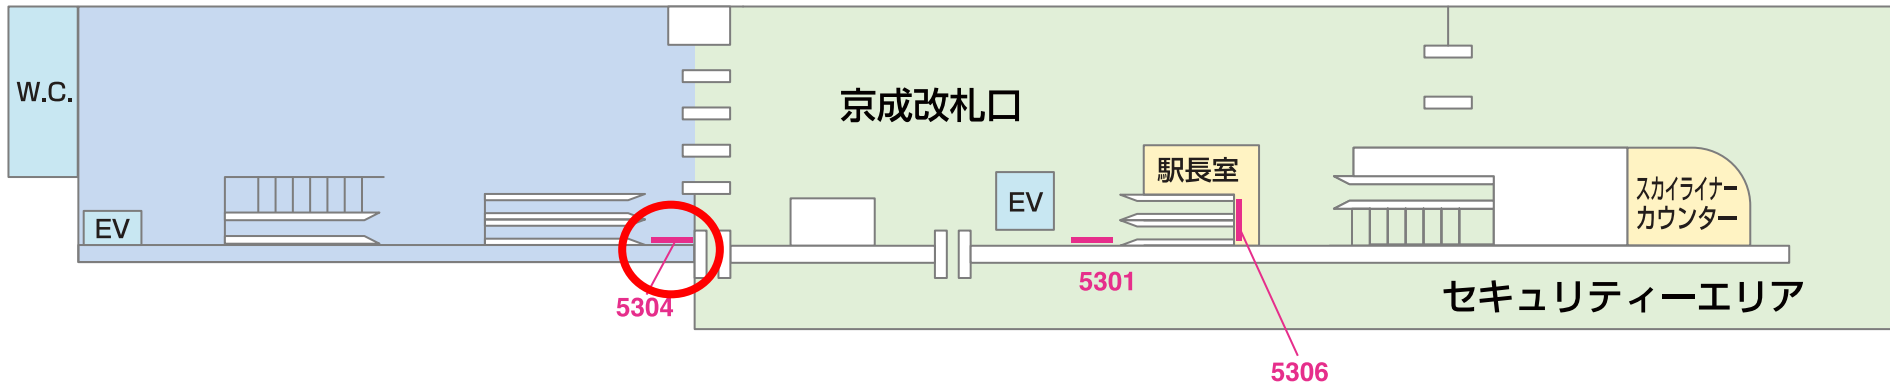 W.C.
EV
京成改札口
EV
駅長室
スカイライナー
カウンター
5304
5301
セキュリティーエリア
5306